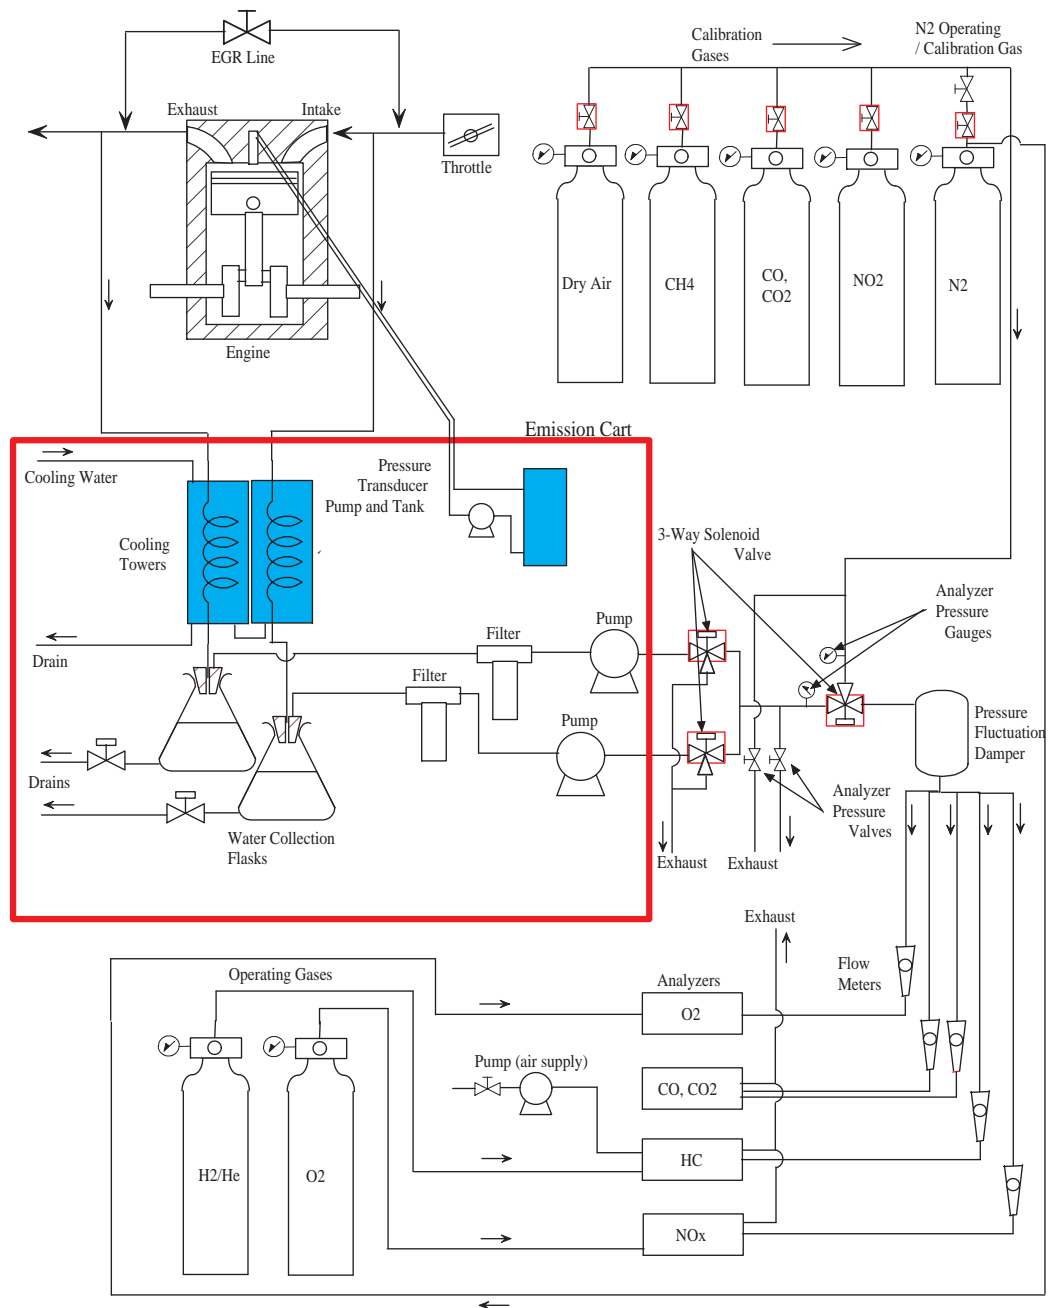 EGR Line
Exhaust
Intake
Throttle
Engine
Calibration
Gases
N2 Operating
/ Calibration Gas
Dry Air
CH4
CO,
CO2
NO2
N2
Emission Cart
Cooling Water
Pressure
Transducer
Pump and Tank
Cooling
Towers
Drain
Filter
Pump
Filter
Pump
Drains
Water Collection
Flasks
3-Way Solenoid
Valve
Analyzer
Pressure
Gauges
Pressure
Fluctuation
Damper
Analyzer
Pressure
Valves
Exhaust
Exhaust
Exhaust
Flow
Meters
Operating Gases
Analyzers
O2
Pump (air supply)
CO, CO2
HC
NOx
H2/He
O2